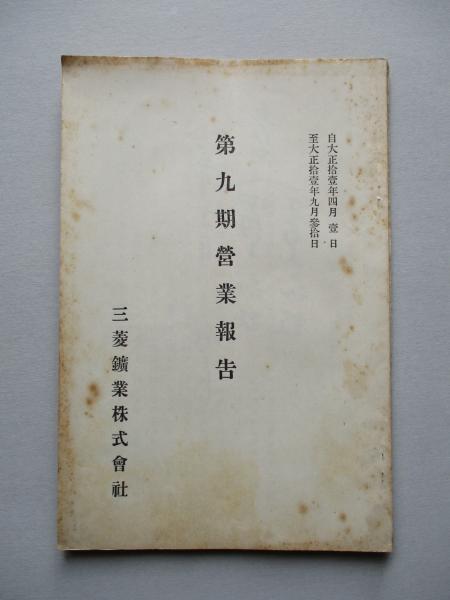 自大正拾壹年四月壹日
至大正拾壹年九月參拾日
第九期營業報告
三菱鑛業株式會社